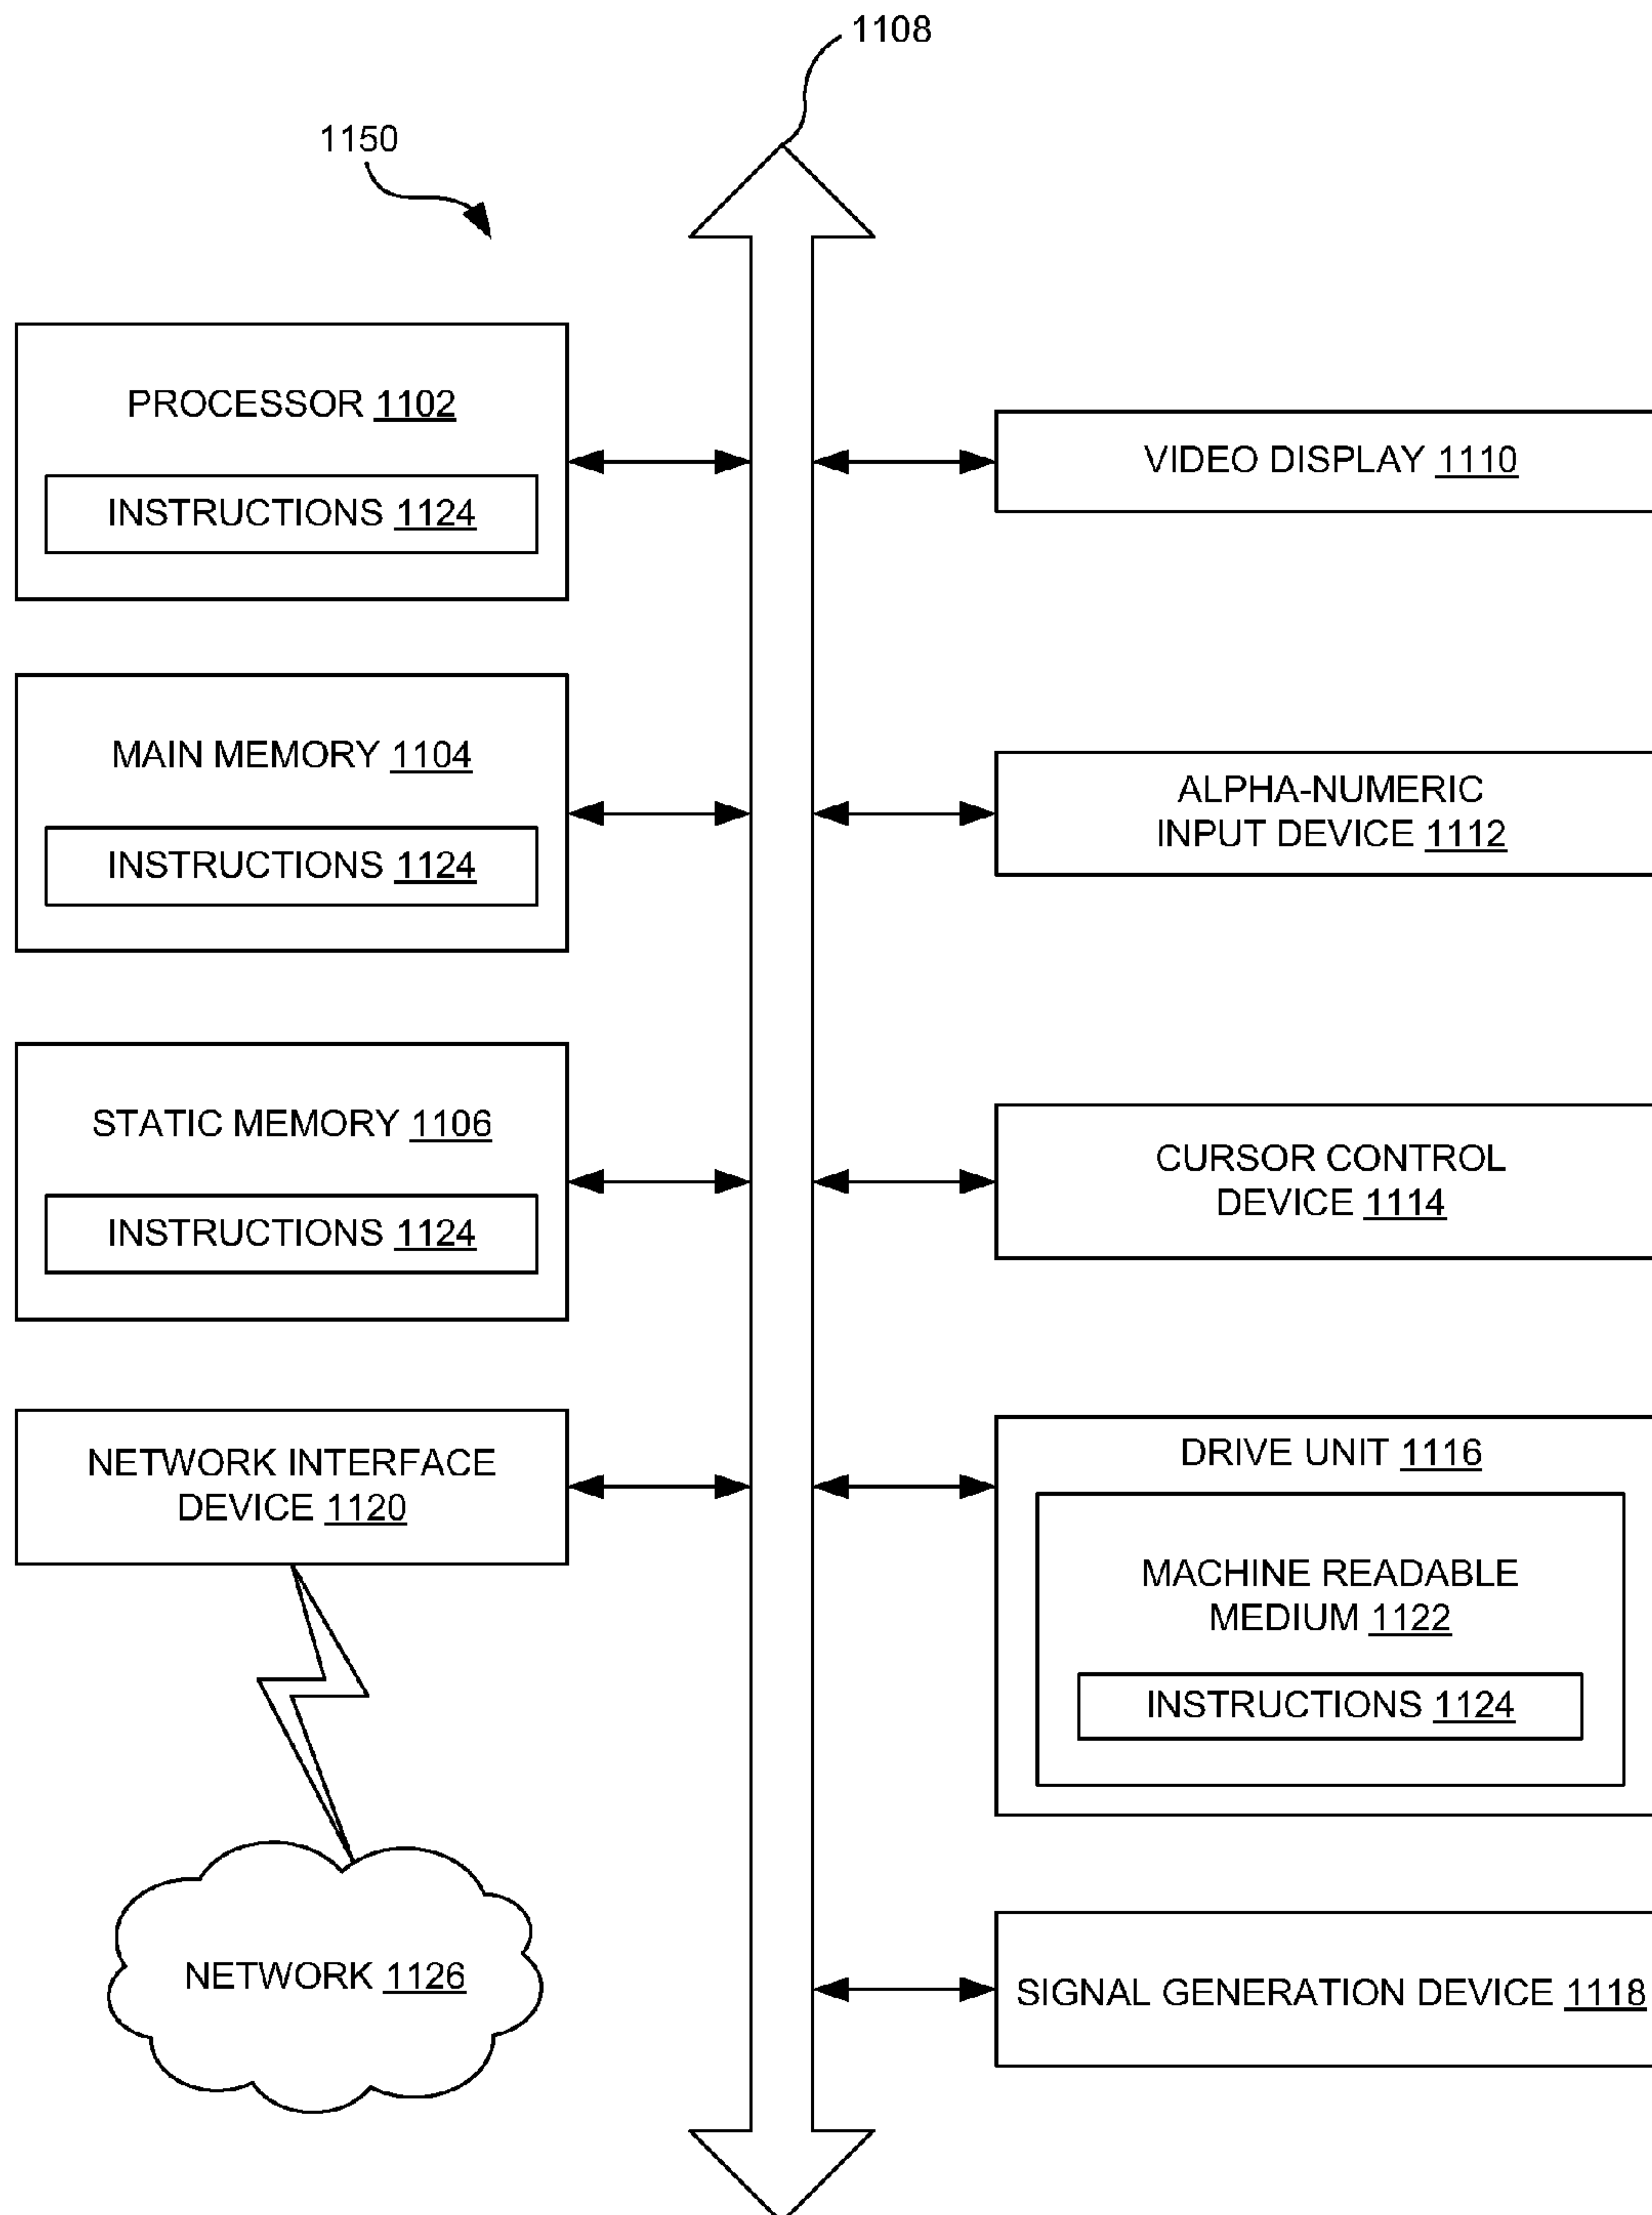 1108
1150
PROCESSOR 1102
INSTRUCTIONS 1124
MAIN MEMORY 1104
INSTRUCTIONS 1124
STATIC MEMORY 1106
INSTRUCTIONS 1124
NETWORK INTERFACE
DEVICE 1120
NETWORK 1126
VIDEO DISPLAY 1110
ALPHA-NUMERIC
INPUT DEVICE 1112
CURSOR CONTROL
DEVICE 1114
DRIVE UNIT 1116
MACHINE READABLE
MEDIUM 1122
INSTRUCTIONS 1124
SIGNAL GENERATION DEVICE 1118